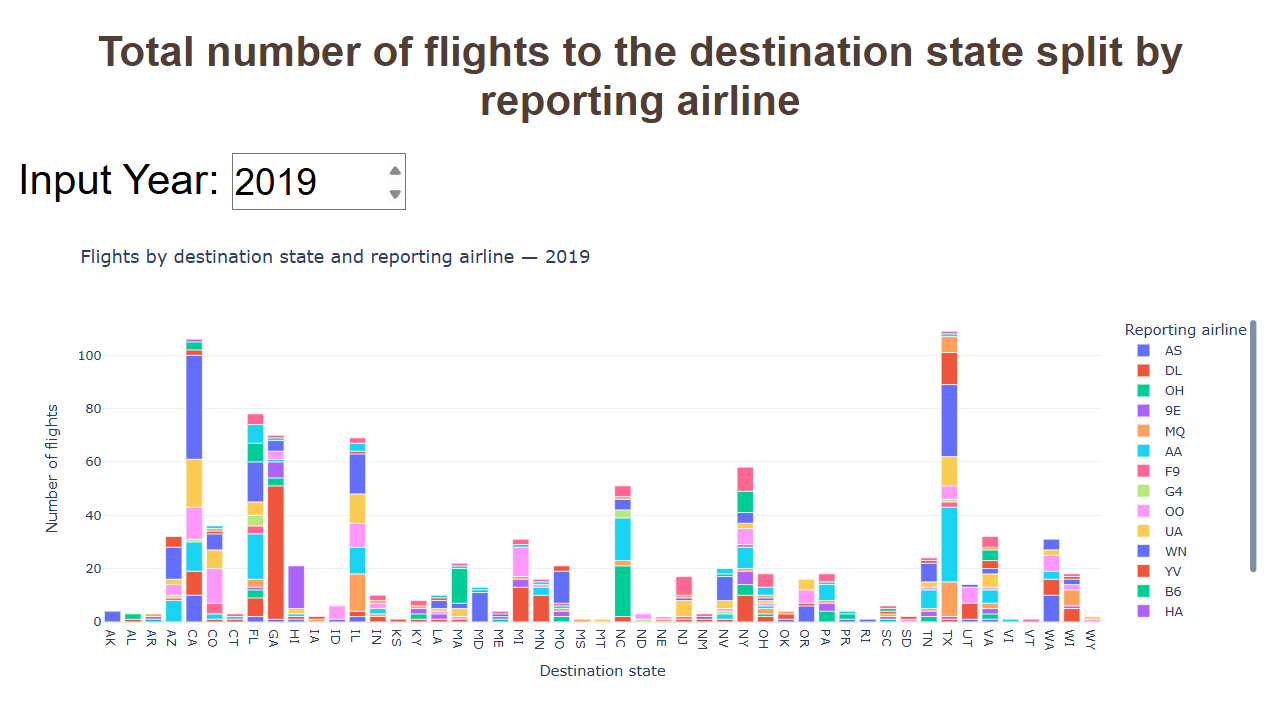 Total number of flights to the destination state split by
reporting airline
Input Year: 2019
Flights by destination state and reporting airline — 2019
Reporting airline
AS
DL
OH
9E
MQ
AA
F9
G4
OO
UA
WN
YV
B6
HA
Number of flights
100
80
60
40
20
0
AK AL AR AZ CA CO CT FL GA HI IA ID IL IN KS KY LA MA MD ME MI MN MO MS MT NC ND NE NJ NM NV NY OH OK OR PA PR RI SC SD TN TX UT VA VI VT WA WI WY
Destination state